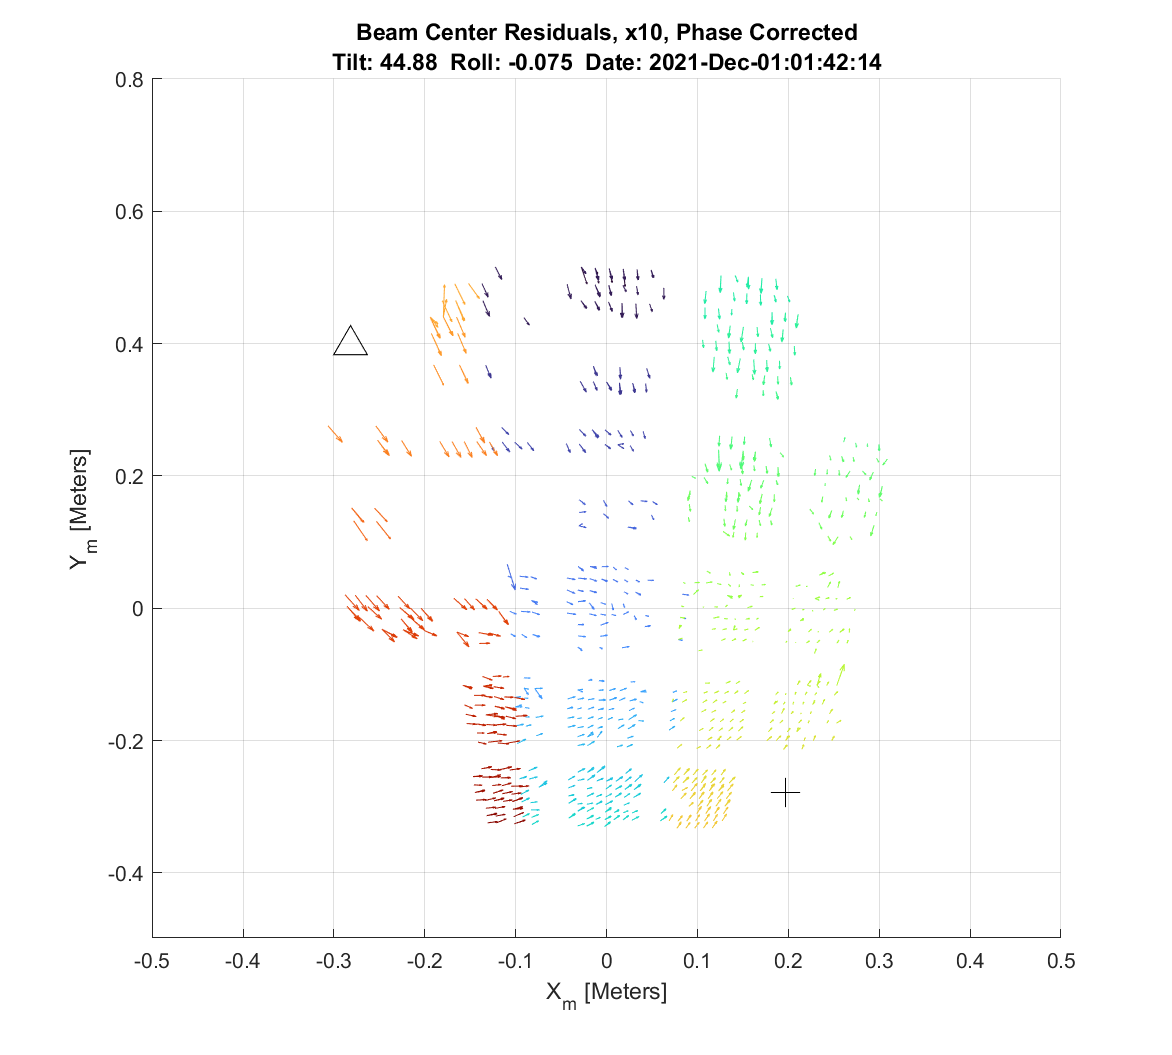 Beam Center Residuals, x10, Phase Corrected
Tilt: 44.88 Roll: -0.075 Date: 2021-Dec-01:01:42:14
0.8
0.6
0.4
0.2
0
-0.2
-0.4
Y_m [Meters]
-0.5 -0.4 -0.3 -0.2 -0.1 0 0.1 0.2 0.3 0.4 0.5
X_m [Meters]